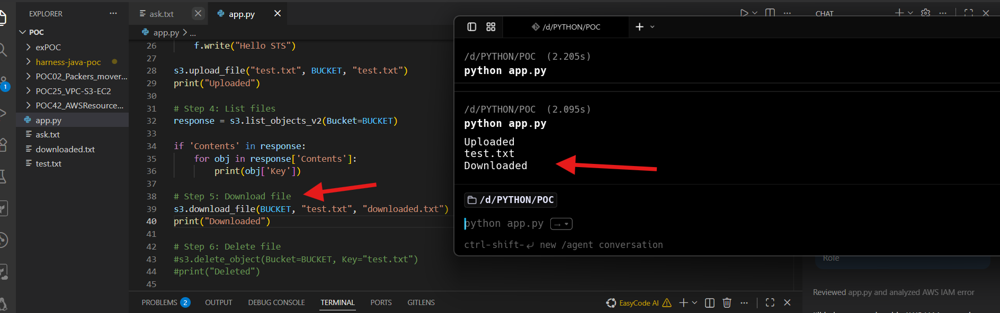 EXPLORER
ask.txt
app.py
CHAT
POC
app.py > ...
exPOC
harness-java-poc
POC02_Packers_mover...
POC25_VPC-S3-EC2
POC42_AWSResource...
app.py
ask.txt
downloaded.txt
test.txt
1
26 f.write("Hello STS")
27
28 s3.upload_file("test.txt", BUCKET, "test.txt")
29 print("Uploaded")
30
31 # Step 4: List files
32 response = s3.list_objects_v2(Bucket=BUCKET)
33
34 if 'Contents' in response:
35 for obj in response['Contents']:
36 print(obj['Key'])
37
38 # Step 5: Download file
39 s3.download_file(BUCKET, "test.txt", "downloaded.txt")
40 print("Downloaded")
41
42 # Step 6: Delete file
43 #s3.delete_object(Bucket=BUCKET, Key="test.txt")
44 #print("Deleted")
45
/d/PYTHON/POC
/d/PYTHON/POC (2.205s)
python app.py
/d/PYTHON/POC (2.095s)
python app.py
Uploaded
test.txt
Downloaded
/d/PYTHON/POC
python app.py
ctrl-shift-↵ new /agent conversation
Role
Reviewed app.py and analyzed AWS IAM error
PROBLEMS 2 OUTPUT DEBUG CONSOLE TERMINAL PORTS GITLENS
EasyCode AI